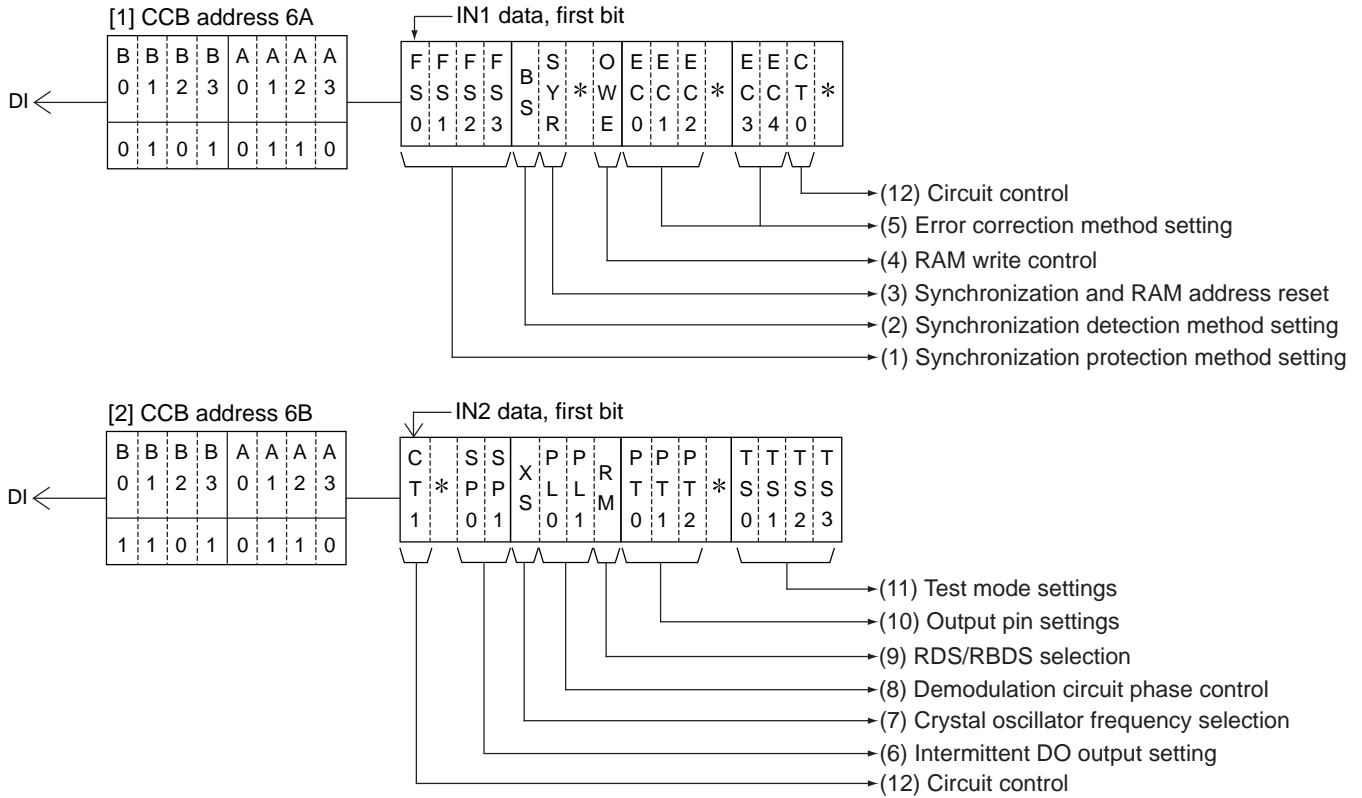 [1] CCB address 6A
IN1 data, first bit
B0 B1 B2 B3 A0 A1 A2 A3
FS0 FS1 FS2 FS3 BS SYR * OWE EC0 EC1 EC2 * EC3 EC4 CT0 *
DI
0 1 0 1 0 1 1 0
(12) Circuit control
(5) Error correction method setting
(4) RAM write control
(3) Synchronization and RAM address reset
(2) Synchronization detection method setting
(1) Synchronization protection method setting
[2] CCB address 6B
IN2 data, first bit
B0 B1 B2 B3 A0 A1 A2 A3
CT1 * SP0 SP1 XS PL0 PL1 RM PT0 PT1 PT2 * TS0 TS1 TS2 TS3
DI
1 1 0 1 0 1 1 0
(11) Test mode settings
(10) Output pin settings
(9) RDS/RBDS selection
(8) Demodulation circuit phase control
(7) Crystal oscillator frequency selection
(6) Intermittent DO output setting
(12) Circuit control